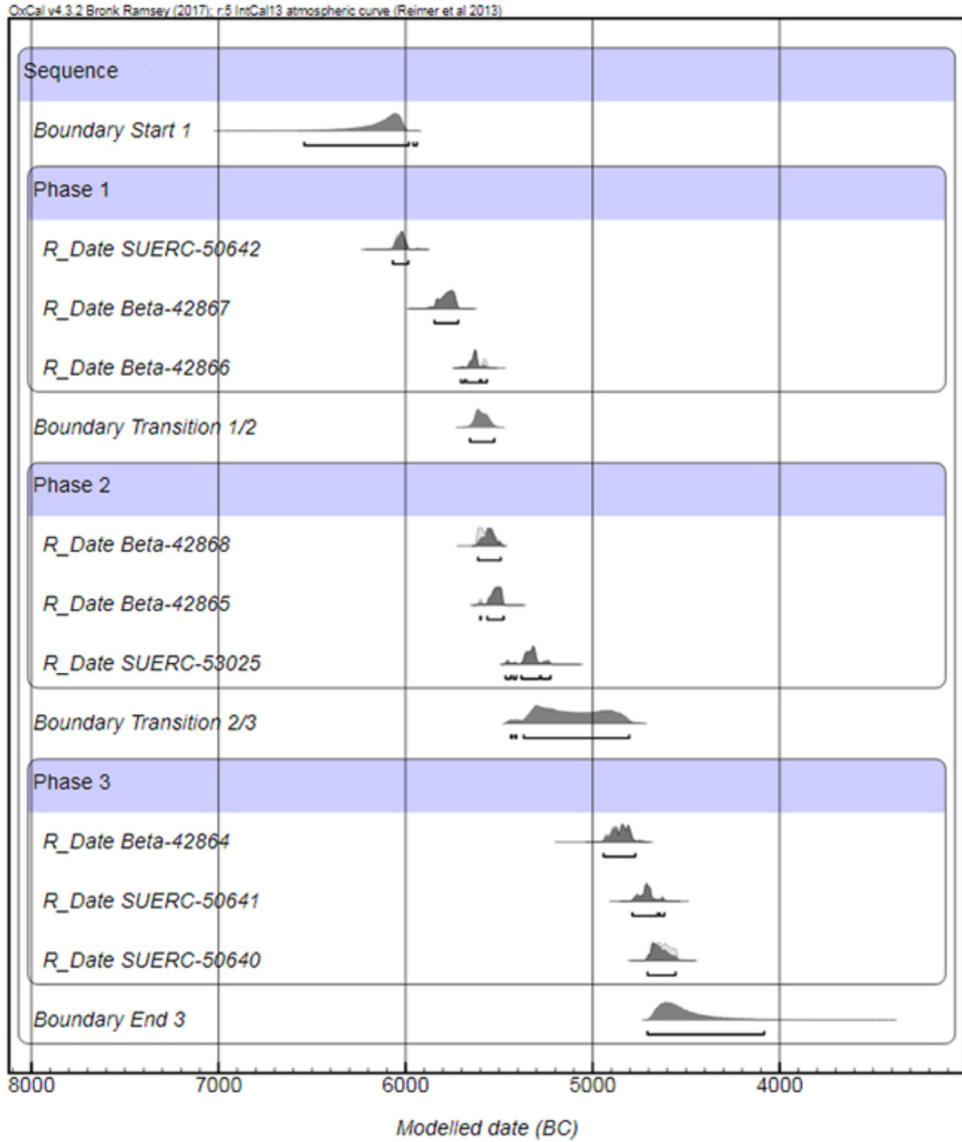 OxCal v4.3.2 Bronk Ramsey (2017); r:5 IntCal13 atmospheric curve (Reimer et al 2013)
Sequence
Boundary Start 1
Phase 1
R_Date SUERC-50642
R_Date Beta-42867
R_Date Beta-42866
Boundary Transition 1/2
Phase 2
R_Date Beta-42868
R_Date Beta-42865
R_Date SUERC-53025
Boundary Transition 2/3
Phase 3
R_Date Beta-42864
R_Date SUERC-50641
R_Date SUERC-50640
Boundary End 3
8000 7000 6000 5000 4000
Modelled date (BC)